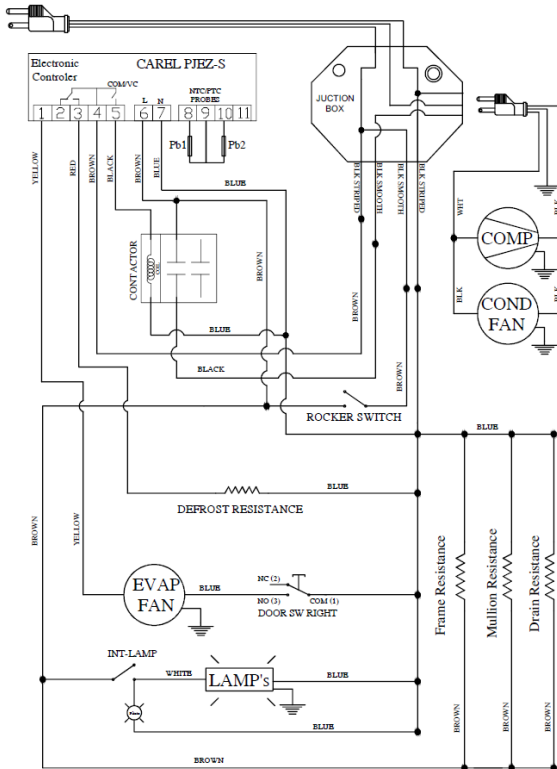 Electronic
Controler
CAREL PJEZ-S
COM/VC
L N
NTC/PTC
PROBES
1 2 3 4 5 6 7 8 9 10 11
Pb1
Pb2
JUCTION
BOX
YELLOW
RED
BROWN
BLACK
BROWN
BLUE
BLUE
BLK STRIPED
BLK SMOOTH
BLK SMOOTH
BLK STRIPED
WHT
BLK
COMP
BLK
BLK
COND
FAN
CONTACTOR
COIL
BROWN
BROWN
BLUE
BLACK
BROWN
ROCKER SWITCH
BLUE
BLUE
DEFROST RESISTANCE
BROWN
YELLOW
EVAP
FAN
BLUE
NC (2)
NO (3)
COM (1)
DOOR SW RIGHT
Frame Resistance
Mullion Resistance
Drain Resistance
INT-LAMP
WHITE
LAMP's
BLUE
BLUE
BROWN
BROWN
BROWN
BROWN